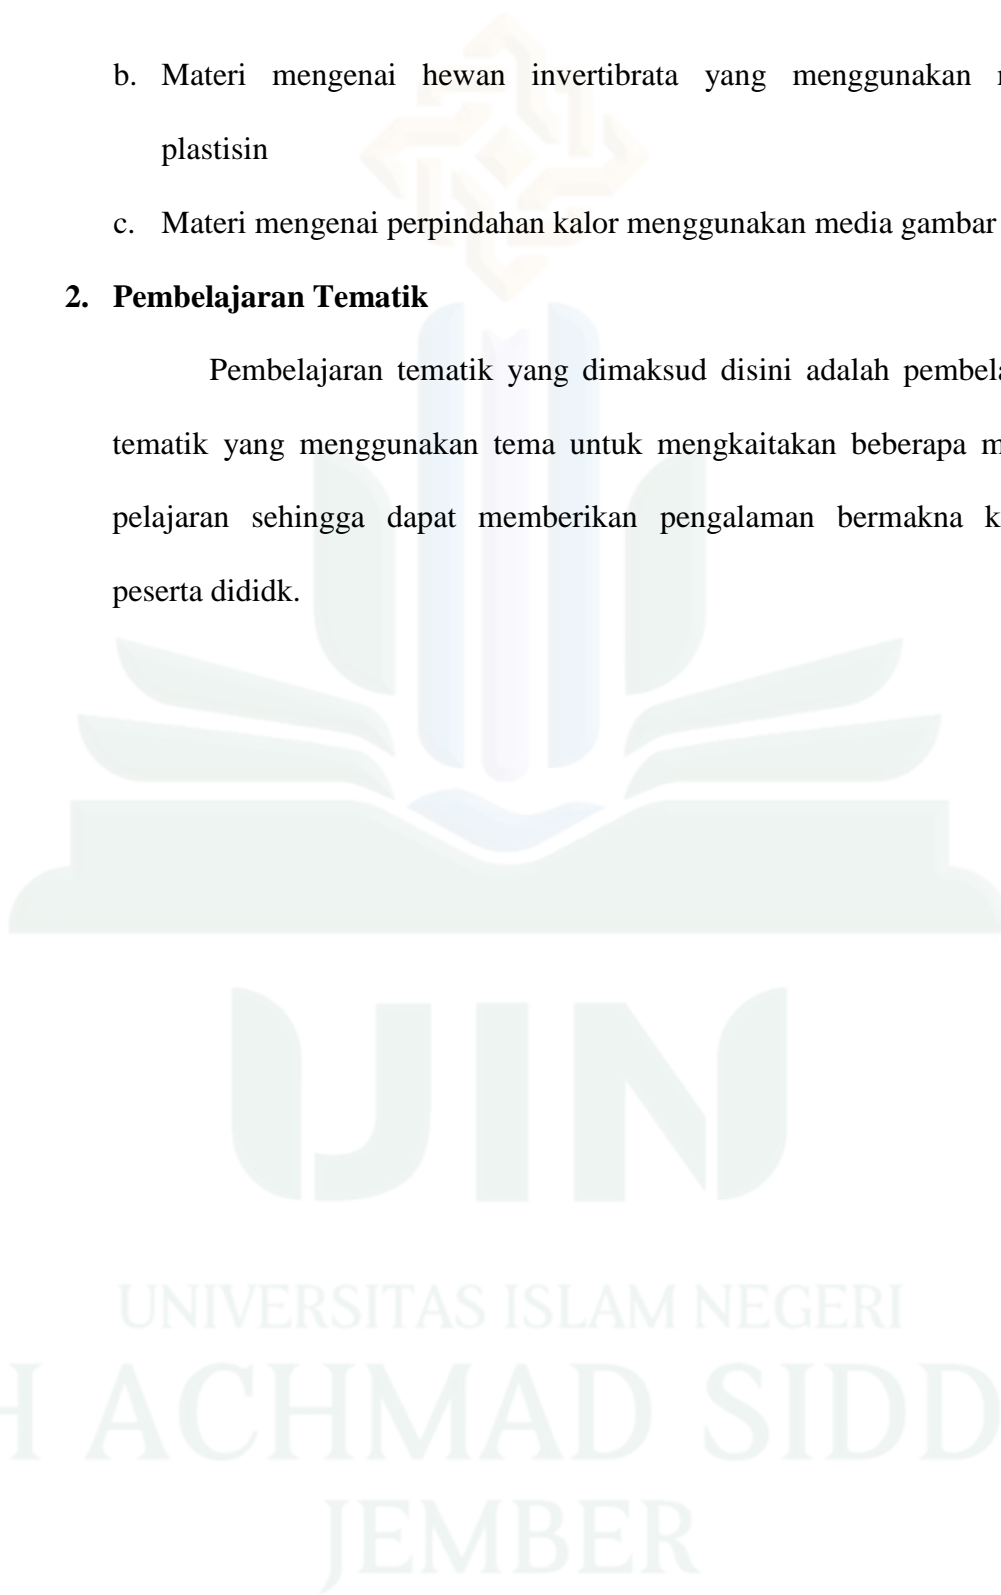 b. Materi mengenai hewan invertibrata yang menggunakan
plastisin
c. Materi mengenai perpindahan kalor menggunakan media gambar
2. Pembelajaran Tematik
Pembelajaran tematik yang dimaksud disini adalah
tematik yang menggunakan tema untuk mengkaitakan beberapa
pelajaran sehingga dapat memberikan pengalaman bermakna
peserta dididk.
UIN
UNIVERSITAS ISLAM NEGERI
H ACHMAD SIDD
JEMBER